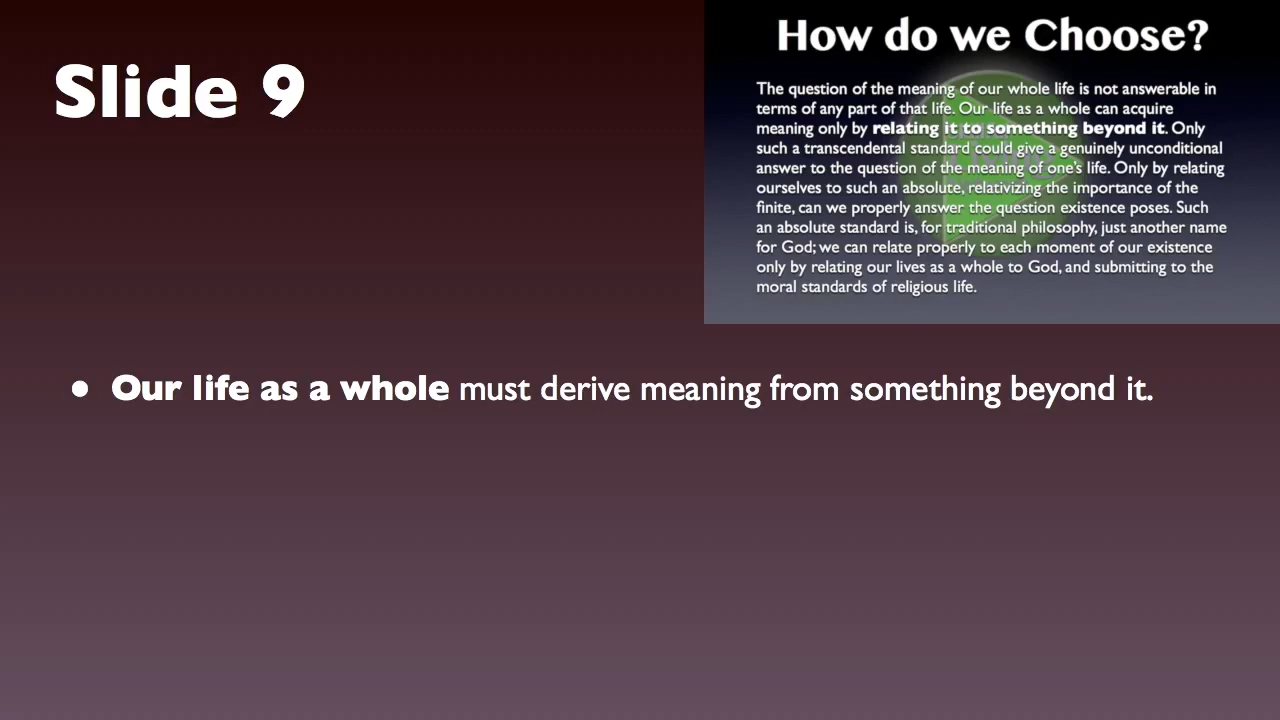 Slide 9
How do we Choose?
The question of the meaning of our whole life is not answerable in
terms of any part of that life. Our life as a whole can acquire
meaning only by relating it to something beyond it. Only
such a transcendental standard could give a genuinely unconditional
answer to the question of the meaning of one's life. Only by relating
ourselves to such an absolute, relativizing the importance of the
finite, can we properly answer the question existence poses. Such
an absolute standard is, for traditional philosophy, just another name
for God; we can relate properly to each moment of our existence
only by relating our lives as a whole to God, and submitting to the
moral standards of religious life.
● Our life as a whole must derive meaning from something beyond it.